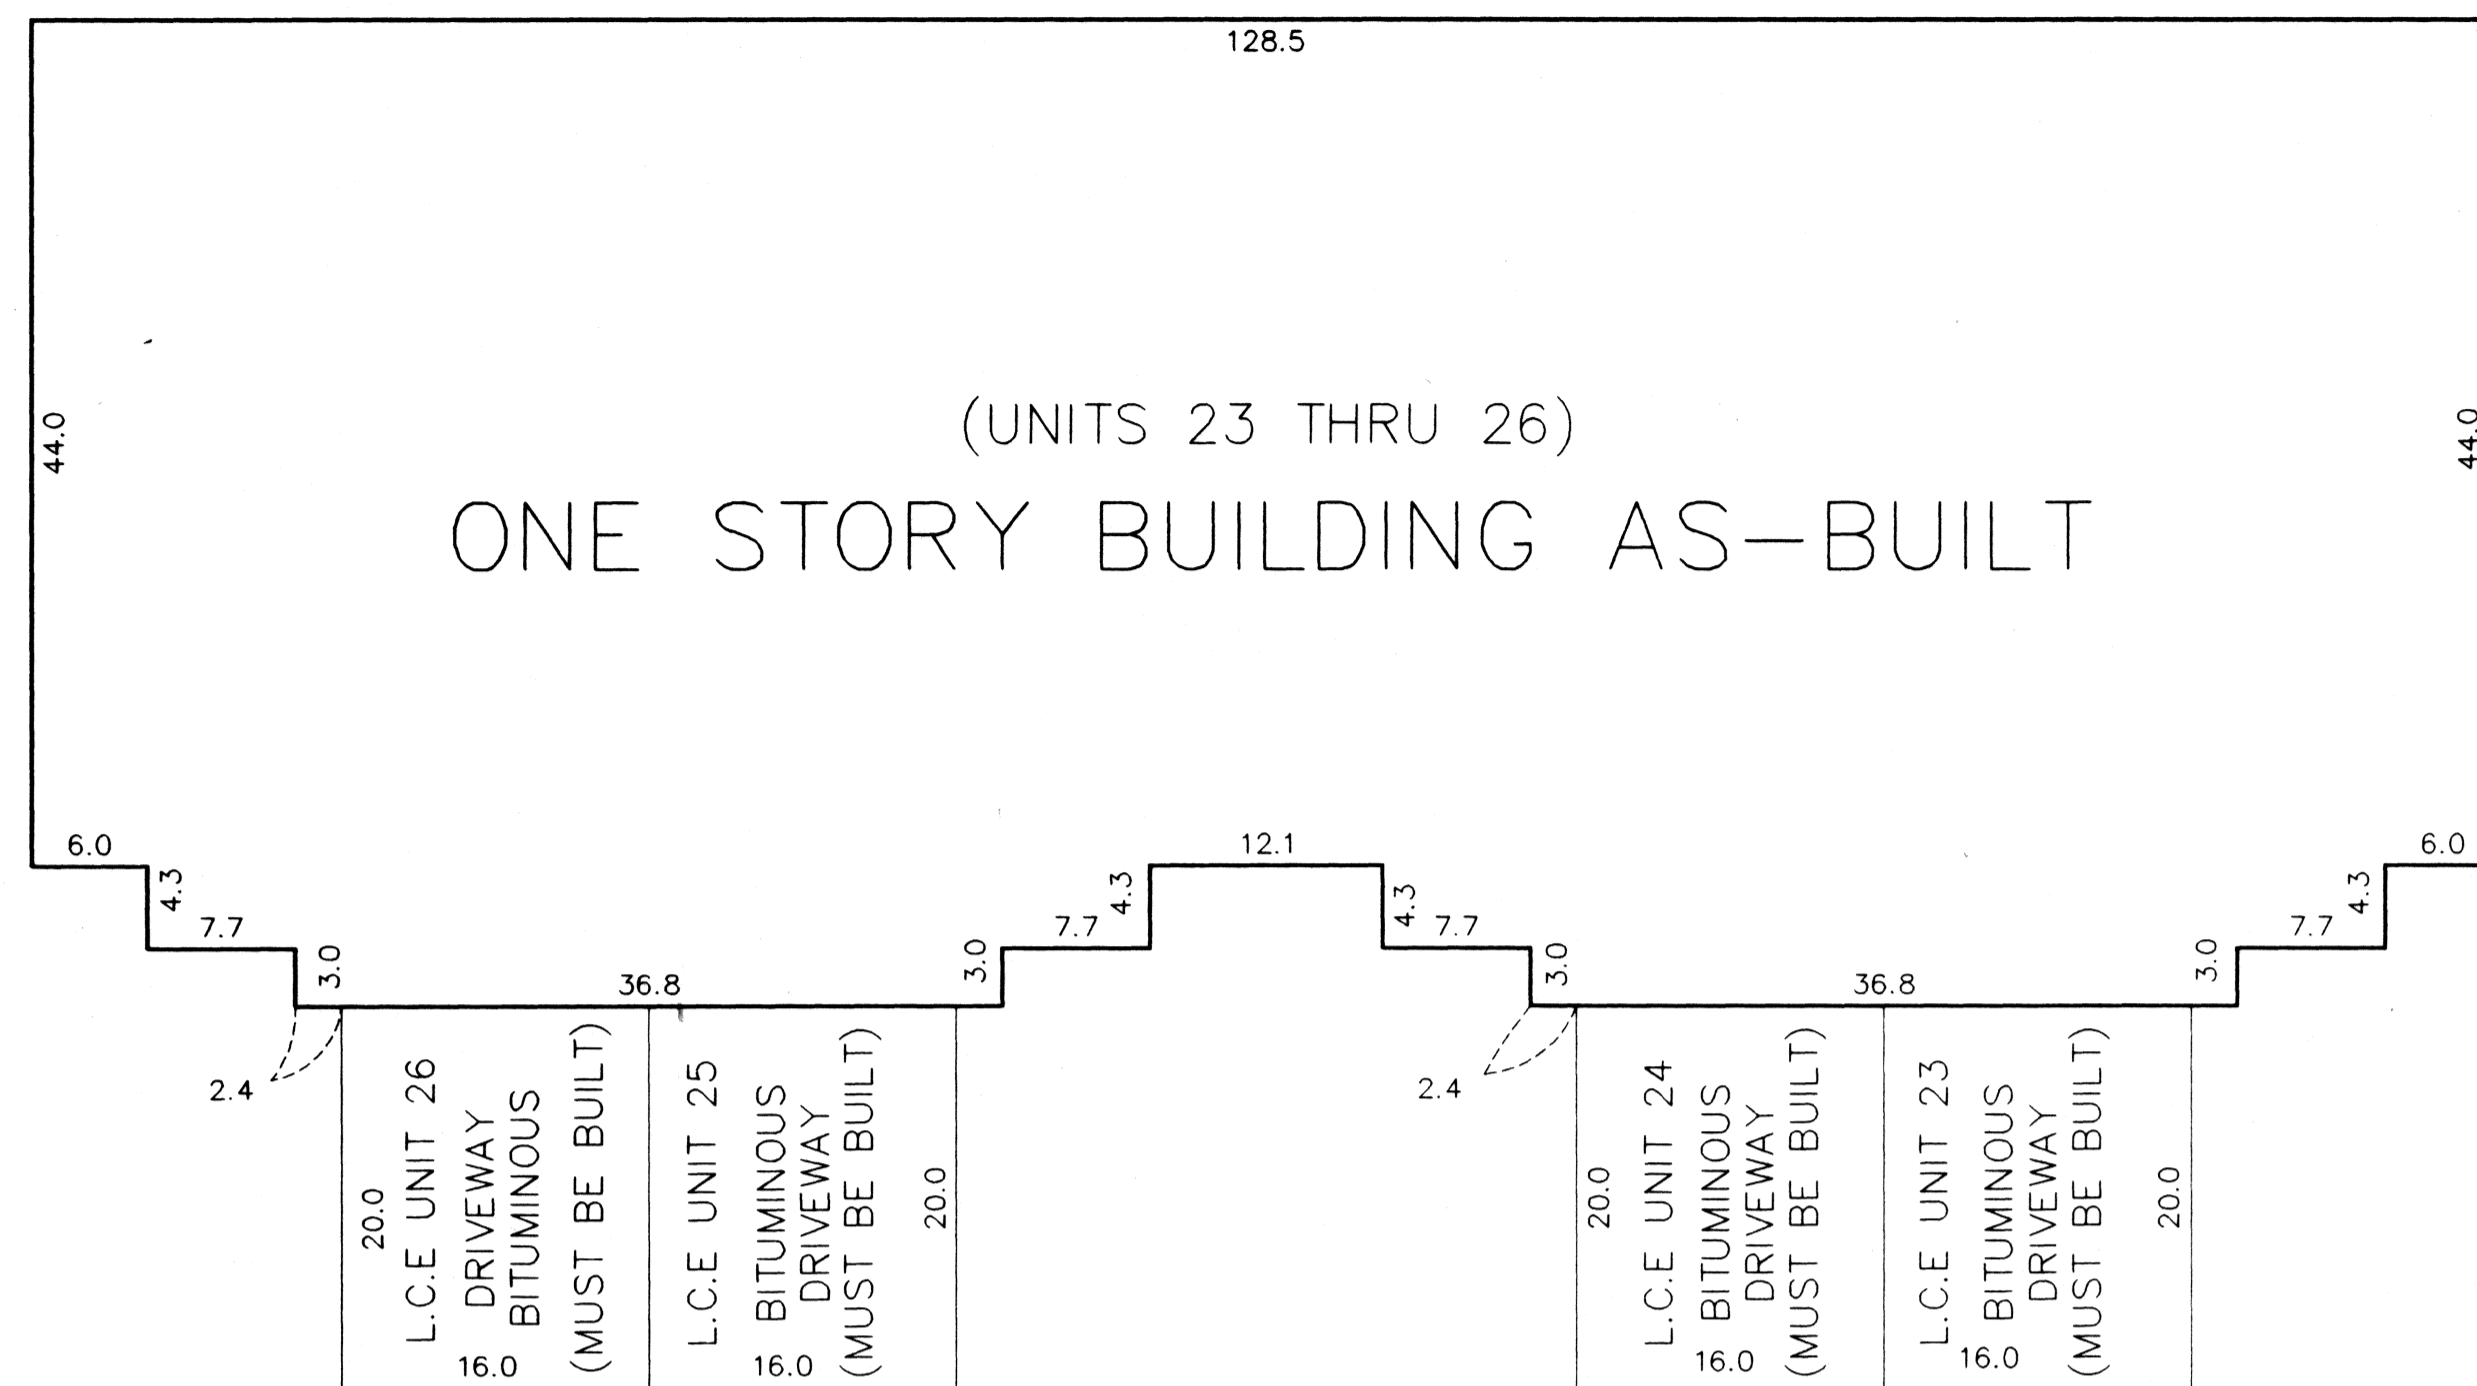 128.5
44.0
44.0
(UNITS 23 THRU 26)
ONE STORY BUILDING AS-BUILT
6.0
4.3
7.7
3.0
36.8
3.0
7.7
4.3
12.1
4.3
7.7
3.0
36.8
3.0
7.7
4.3
6.0
2.4
20.0
L.C.E UNIT 26
DRIVEWAY
BITUMINOUS
(MUST BE BUILT)
16.0
L.C.E UNIT 25
BITUMINOUS
DRIVEWAY
(MUST BE BUILT)
16.0
20.0
2.4
20.0
L.C.E UNIT 24
BITUMINOUS
DRIVEWAY
(MUST BE BUILT)
16.0
L.C.E UNIT 23
BITUMINOUS
DRIVEWAY
(MUST BE BUILT)
16.0
20.0